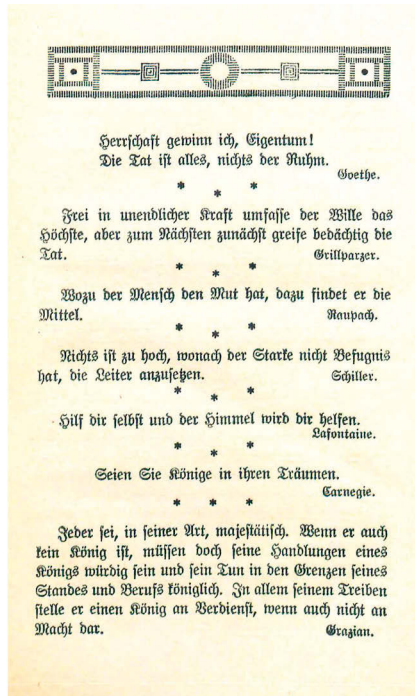 Herrschaft gewinn ich, Eigentum!
Die Tat ist alles, nichts der Ruhm.
Goethe.
* * *
Frei in unendlicher Kraft umfasse der Wille das
Höchste, aber zum Nächsten zunächst greife bedächtig die
Tat. Grillparzer.
* * *
Wozu der Mensch den Mut hat, dazu findet er die
Mittel. Raupach.
* * *
Nichts ist zu hoch, wonach der Starke nicht Befugnis
hat, die Leiter anzusetzen. Schiller.
* * *
Hilf dir selbst und der Himmel wird dir helfen.
Lafontaine.
* * *
Seien Sie Könige in ihren Träumen.
Carnegie.
* * *
Jeder sei, in seiner Art, majestätisch. Wenn er auch
kein König ist, müssen doch seine Handlungen eines
Königs würdig sein und sein Tun in den Grenzen seines
Standes und Berufs königlich. In allem seinem Treiben
stelle er einen König an Verdienst, wenn auch nicht an
Macht dar. Grazian.